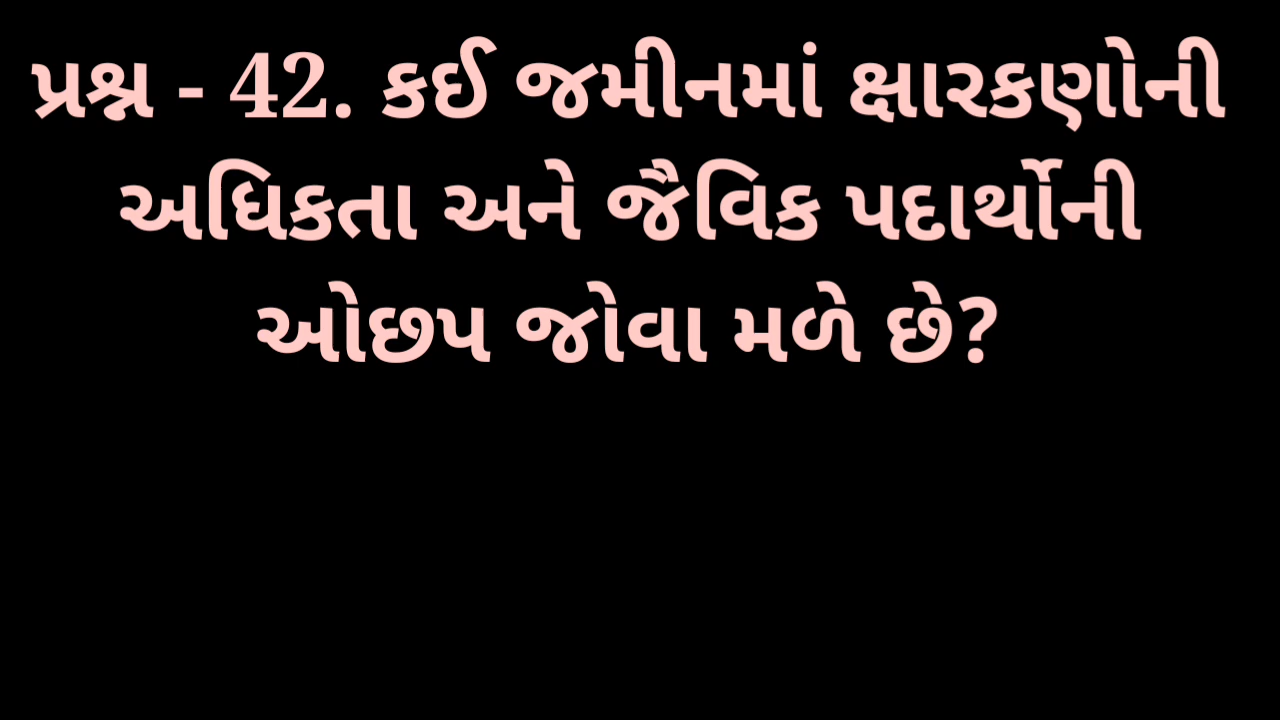 પ્રશ્ન - 42. કઈ જમીનમાં ક્ષારકણોની
અધિકતા અને જૈવિક પદાર્થોની
ઓછપ જોવા મળે છે?